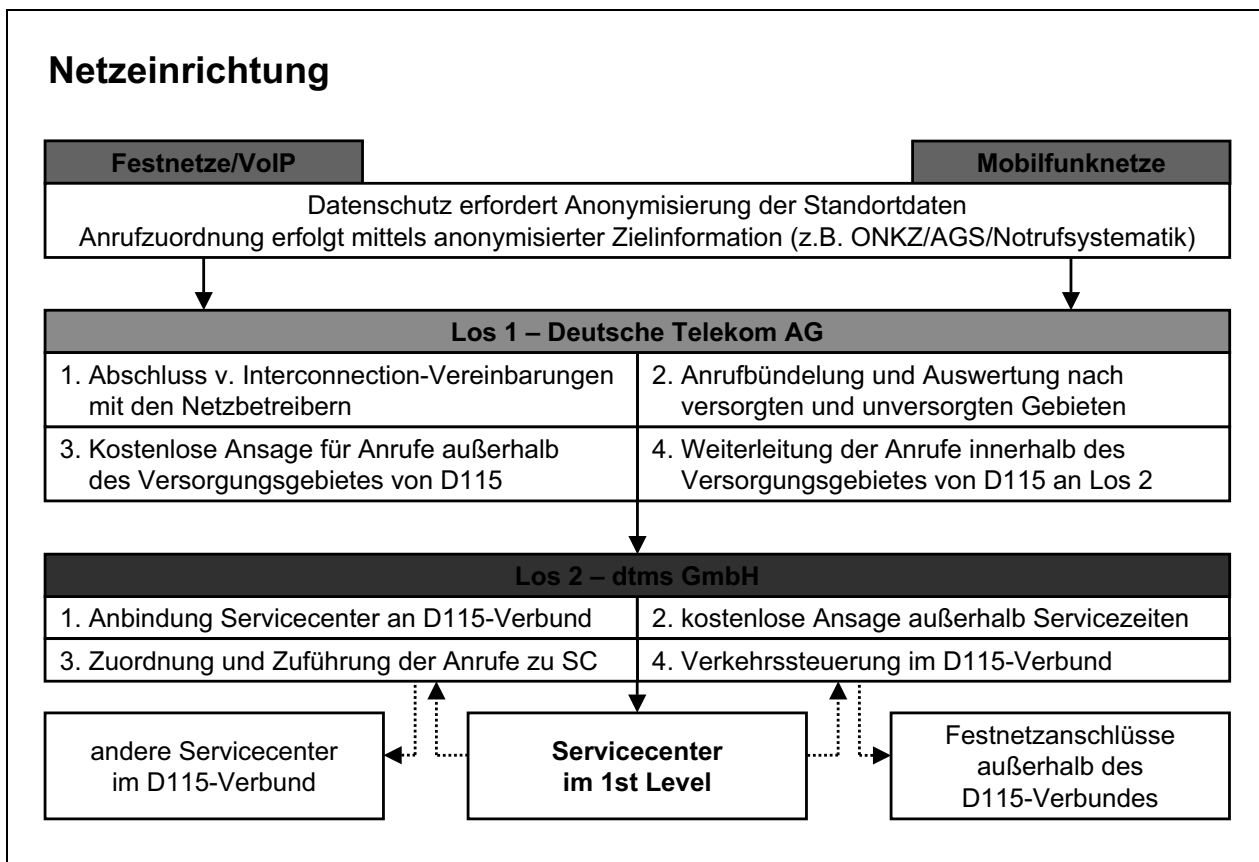 Netzeinrichtung
Festnetze/VoIP
Mobilfunknetze
Datenschutz erfordert Anonymisierung der Standortdaten
Anrufzuordnung erfolgt mittels anonymisierter Zielinformation (z.B. ONKZ/AGS/Notrufsystematik)
Los 1 – Deutsche Telekom AG
1. Abschluss v. Interconnection-Vereinbarungen
mit den Netzbetreibern
2. Anrufbündelung und Auswertung nach
versorgten und unversorgten Gebieten
3. Kostenlose Ansage für Anrufe außerhalb
des Versorgungsgebietes von D115
4. Weiterleitung der Anrufe innerhalb des
Versorgungsgebietes von D115 an Los 2
Los 2 – dtms GmbH
1. Anbindung Servicecenter an D115-Verbund
2. kostenlose Ansage außerhalb Servicezeiten
3. Zuordnung und Zuführung der Anrufe zu SC
4. Verkehrssteuerung im D115-Verbund
andere Servicecenter
im D115-Verbund
Servicecenter
im 1st Level
Festnetzanschlüsse
außerhalb des
D115-Verbundes